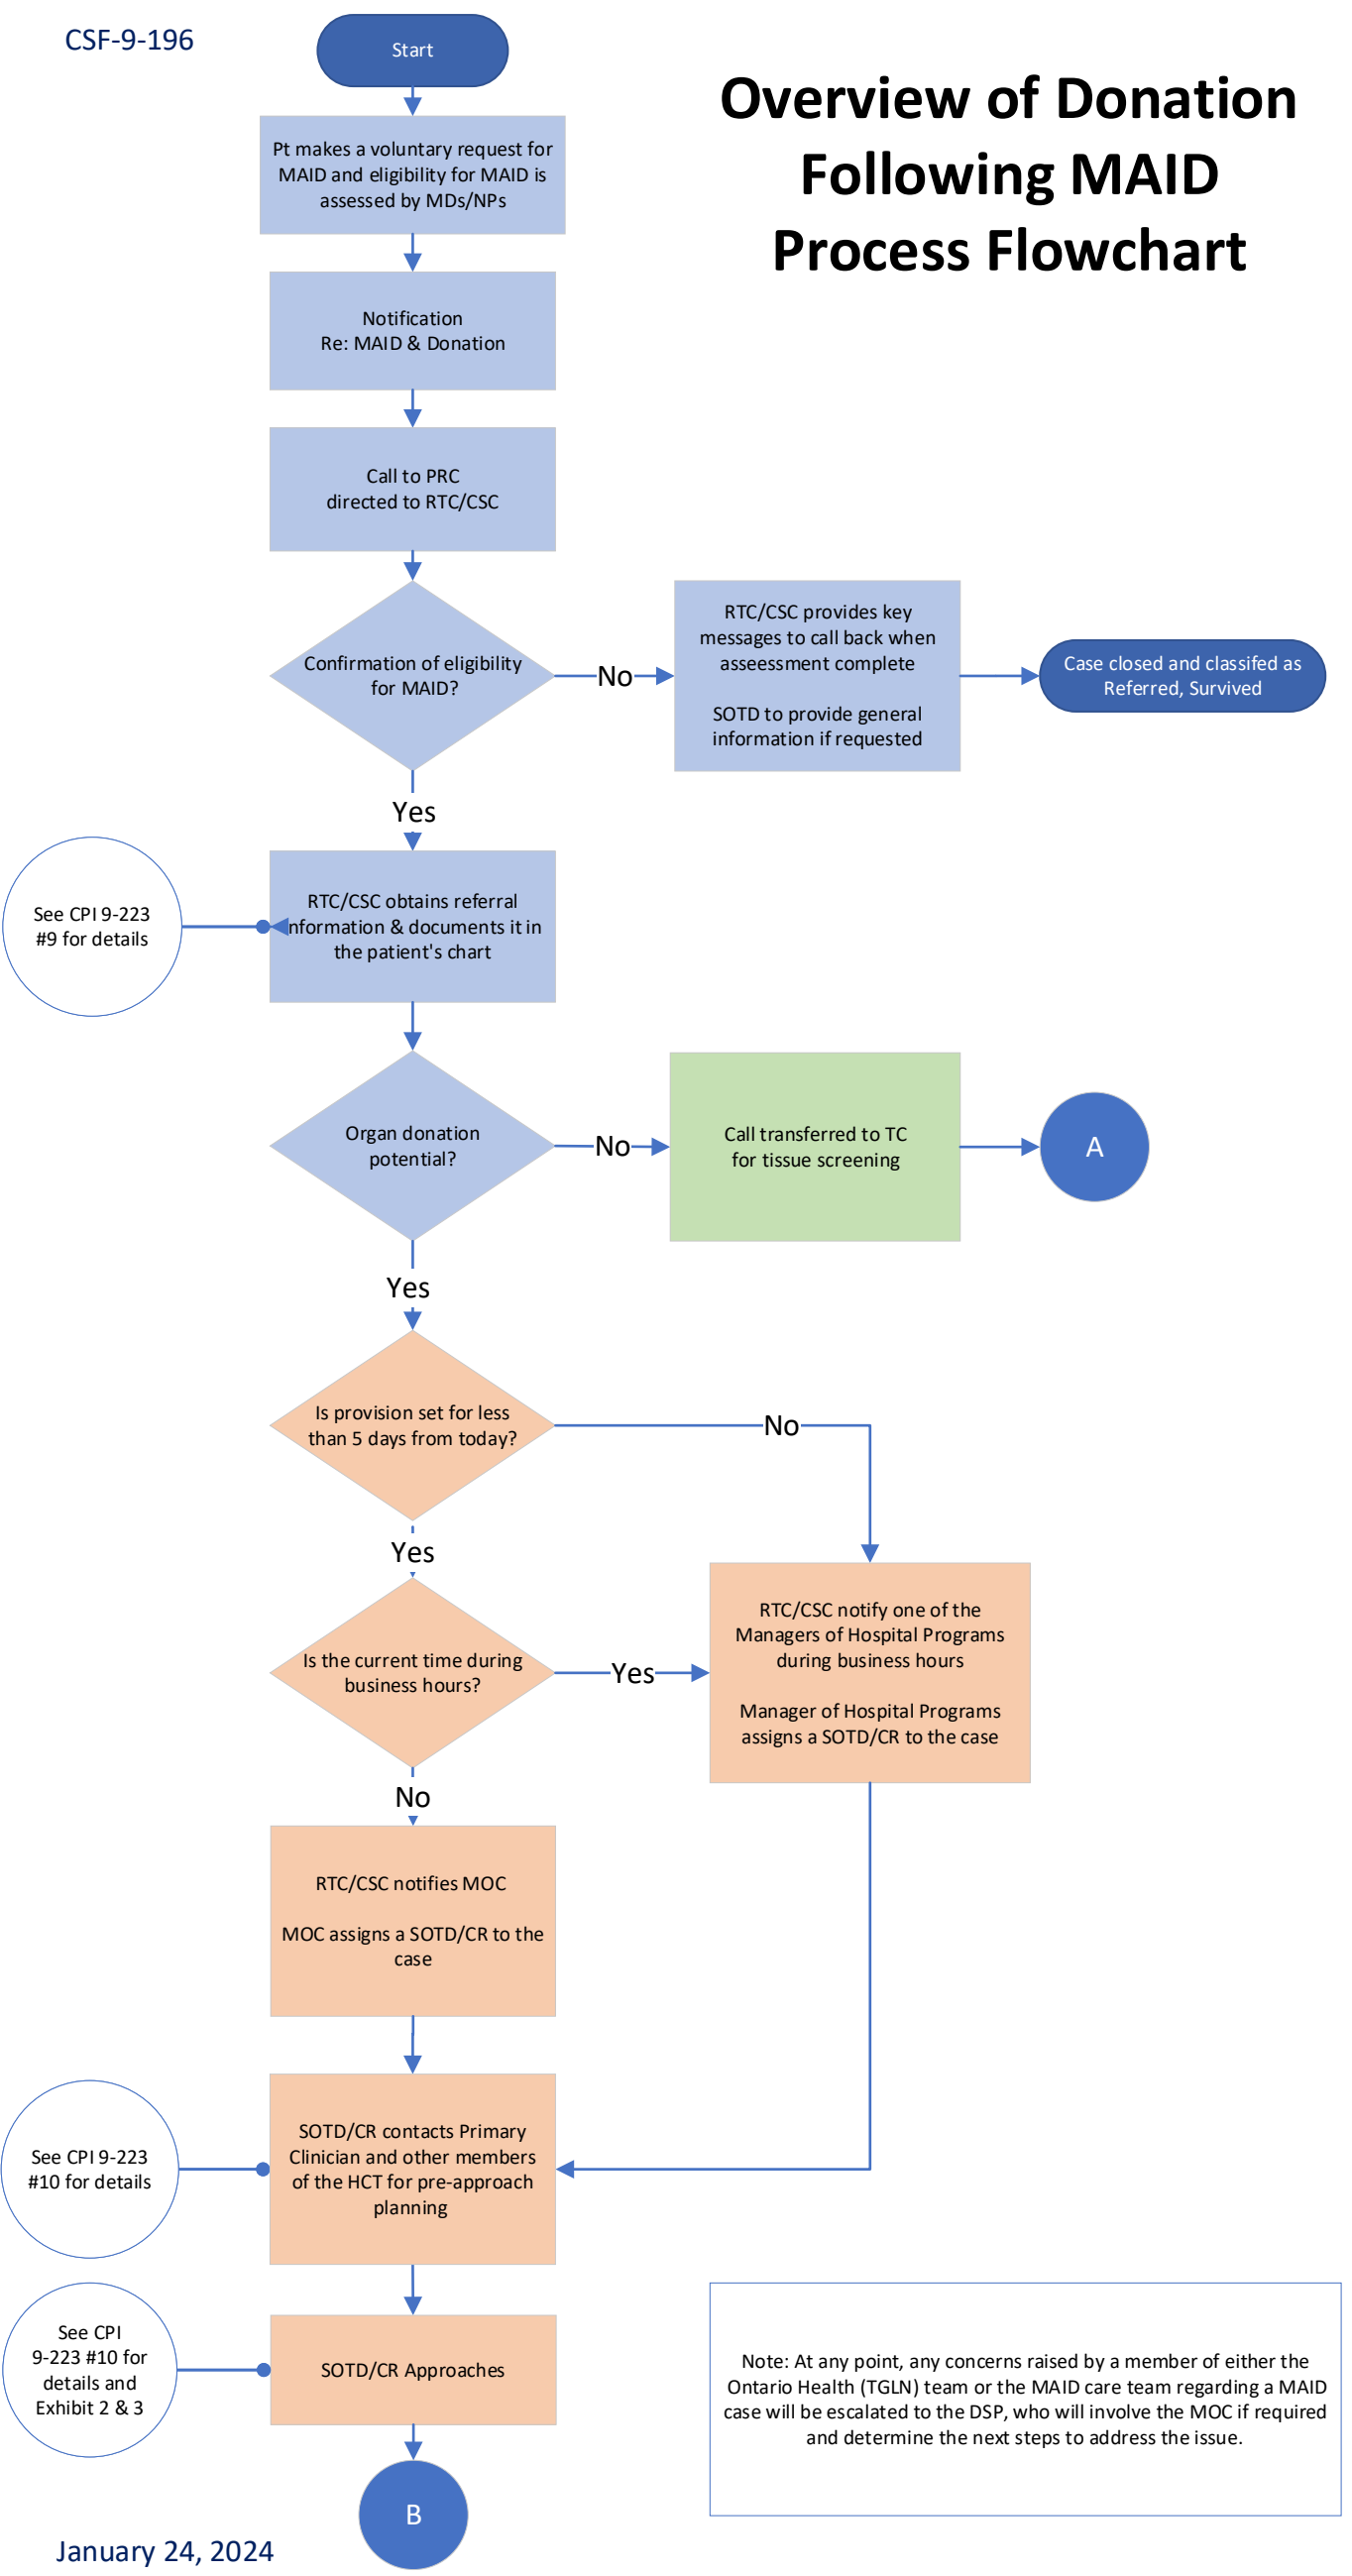 CSF-9-196
Start
Overview of Donation
Following MAID
Process Flowchart
Pt makes a voluntary request for
MAID and eligibility for MAID is
assessed by MDs/NPs
Notification
Re: MAID & Donation
Call to PRC
directed to RTC/CSC
Confirmation of eligibility
for MAID?
No
RTC/CSC provides key
messages to call back when
asseessment complete
SOTD to provide general
information if requested
Case closed and classifed as
Referred, Survived
Yes
See CPI 9-223
#9 for details
RTC/CSC obtains referral
information & documents it in
the patient's chart
Organ donation
potential?
No
Call transferred to TC
for tissue screening
A
Yes
Is provision set for less
than 5 days from today?
No
Yes
Is the current time during
business hours?
Yes
RTC/CSC notify one of the
Managers of Hospital Programs
during business hours
Manager of Hospital Programs
assigns a SOTD/CR to the case
No
RTC/CSC notifies MOC
MOC assigns a SOTD/CR to the
case
See CPI 9-223
#10 for details
SOTD/CR contacts Primary
Clinician and other members
of the HCT for pre-approach
planning
See CPI
9-223 #10 for
details and
Exhibit 2 & 3
SOTD/CR Approaches
Note: At any point, any concerns raised by a member of either the
Ontario Health (TGLN) team or the MAID care team regarding a MAID
case will be escalated to the DSP, who will involve the MOC if required
and determine the next steps to address the issue.
B
January 24, 2024